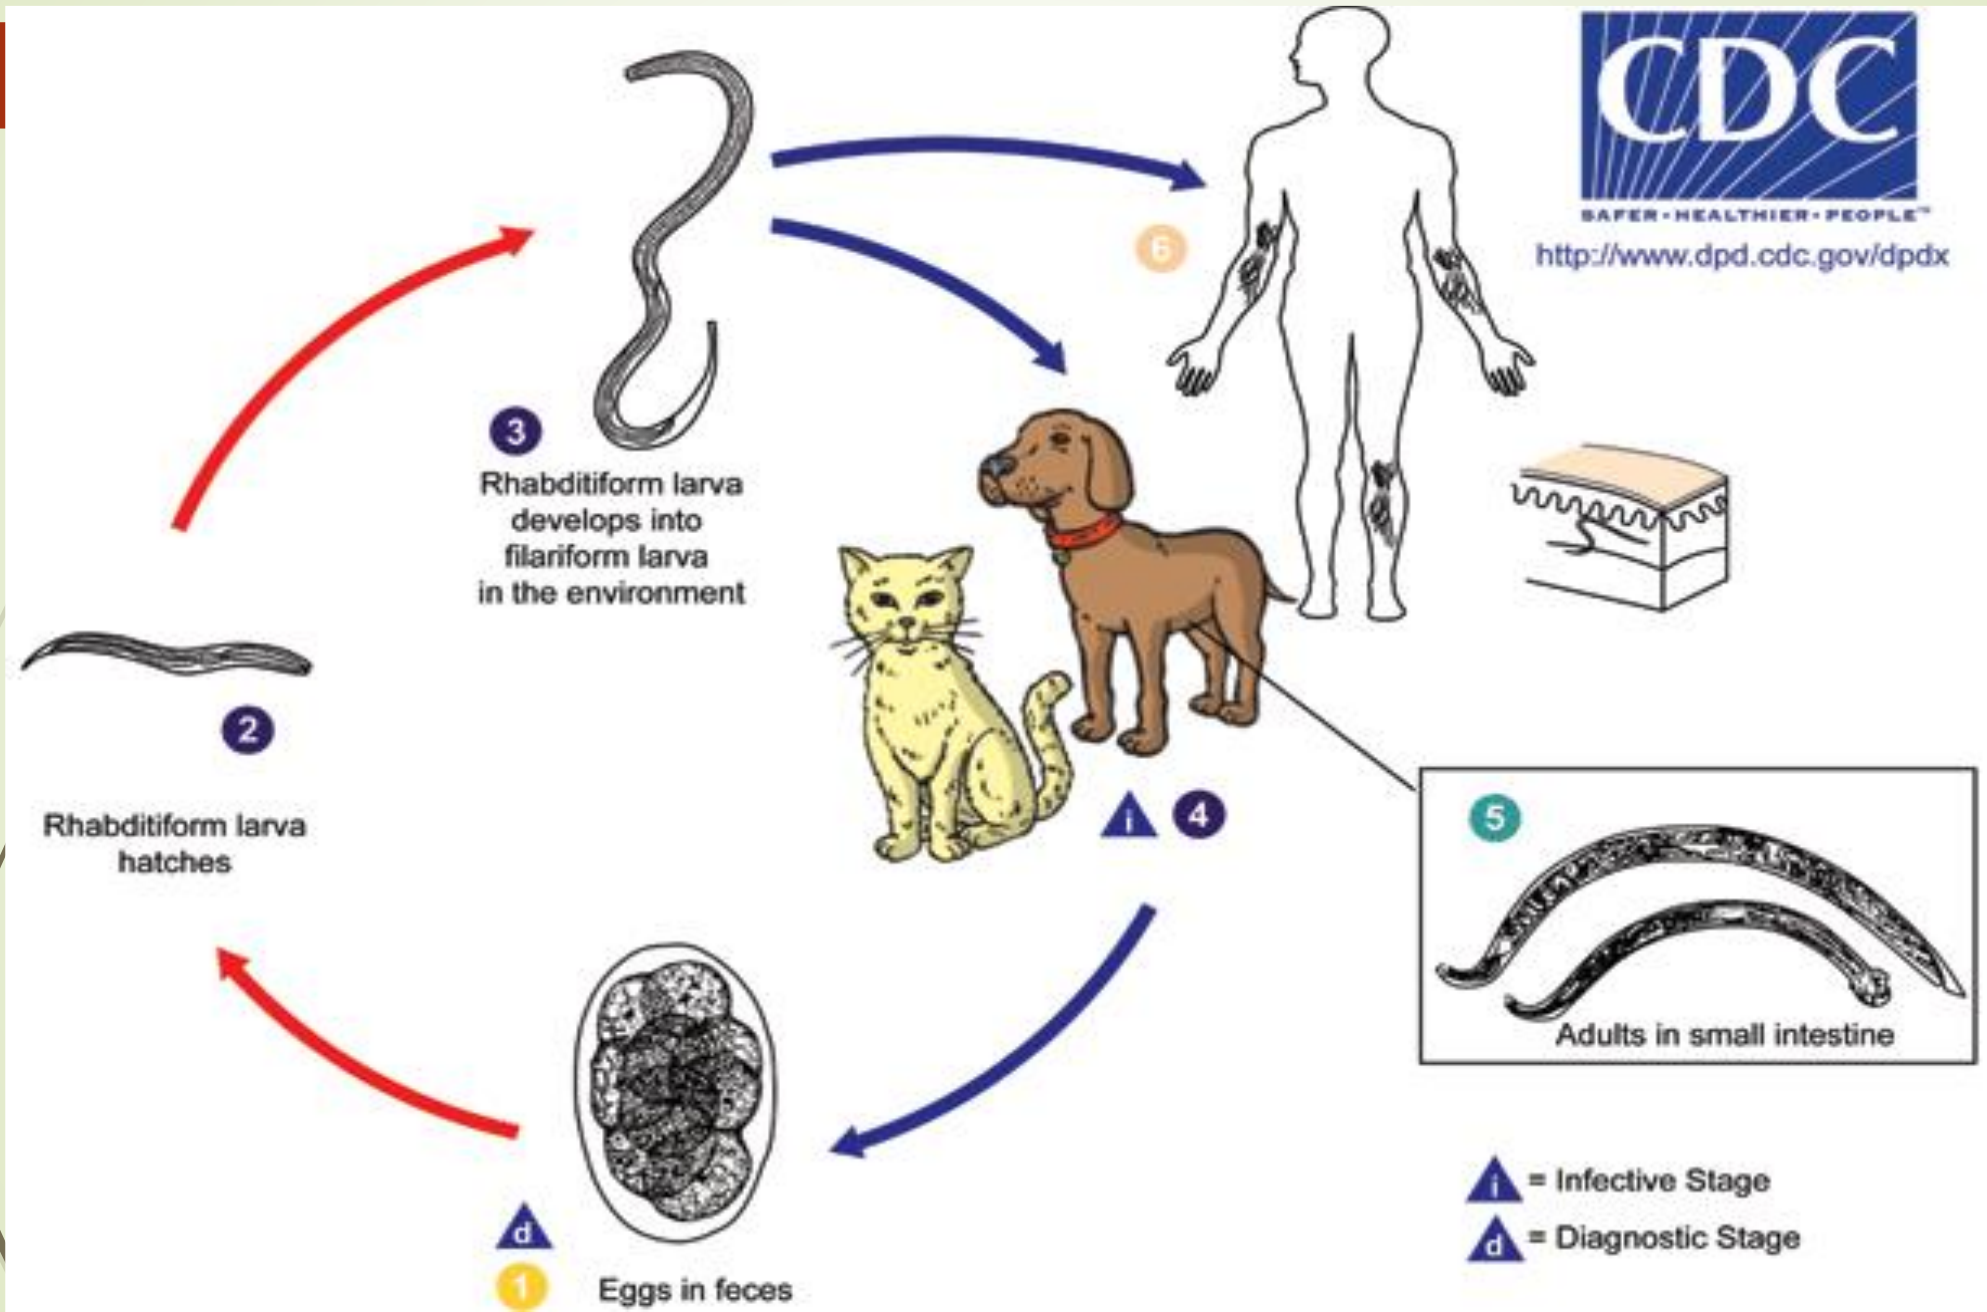 CDC
SAFER • HEALTHIER • PEOPLE™
http://www.dpd.cdc.gov/dpdx
6
3
Rhabditiform larva
develops into
filariform larva
in the environment
2
Rhabditiform larva
hatches
i 4
5
Adults in small intestine
d
1 Eggs in feces
i = Infective Stage
d = Diagnostic Stage